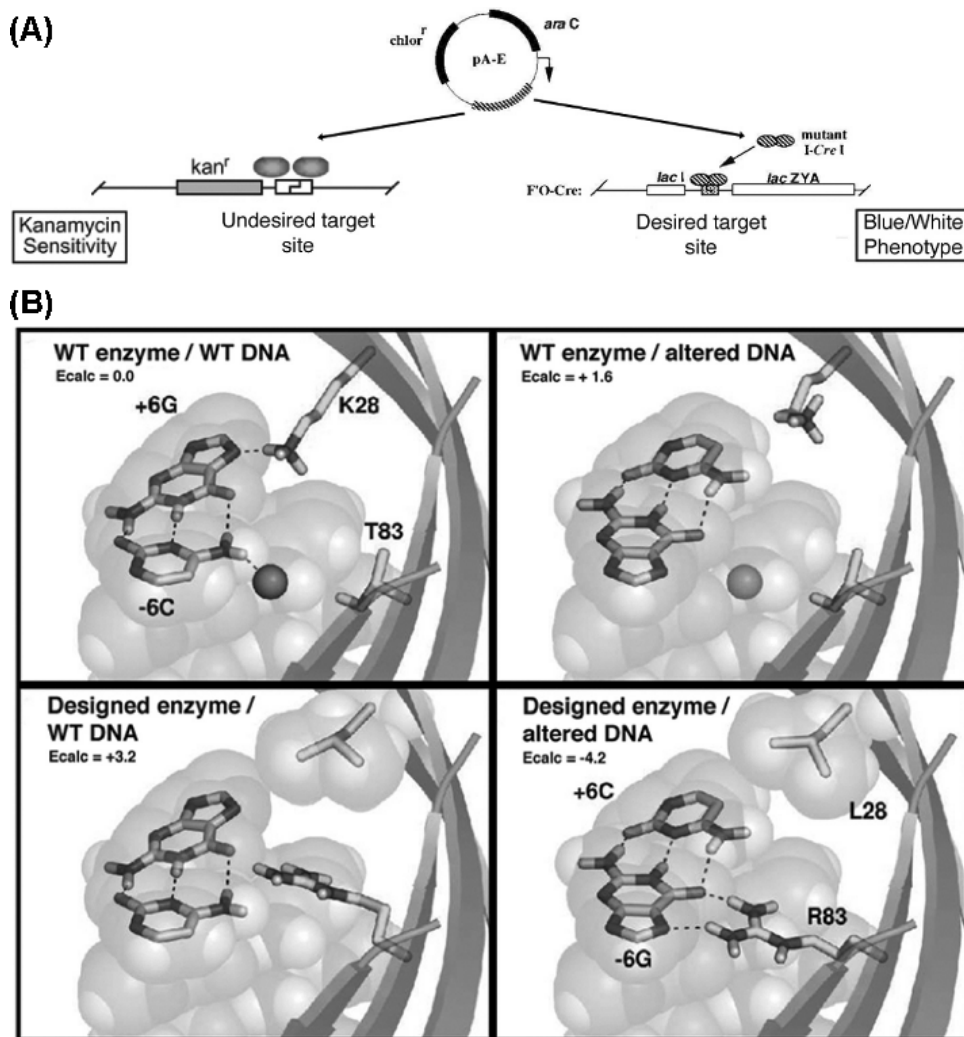 (A)
chlor^r
ara C
pA-E
kan^r
mutant
I-Cre I
lac I
lac ZYA
F'O-Cre:
Kanamycin
Sensitivity
Undesired target
site
Desired target
site
Blue/White
Phenotype
(B)
WT enzyme / WT DNA
Ecalc = 0.0
+6G
K28
T83
-6C
WT enzyme / altered DNA
Ecalc = + 1.6
Designed enzyme /
WT DNA
Ecalc = +3.2
Designed enzyme /
altered DNA
Ecalc = -4.2
+6C
L28
R83
-6G